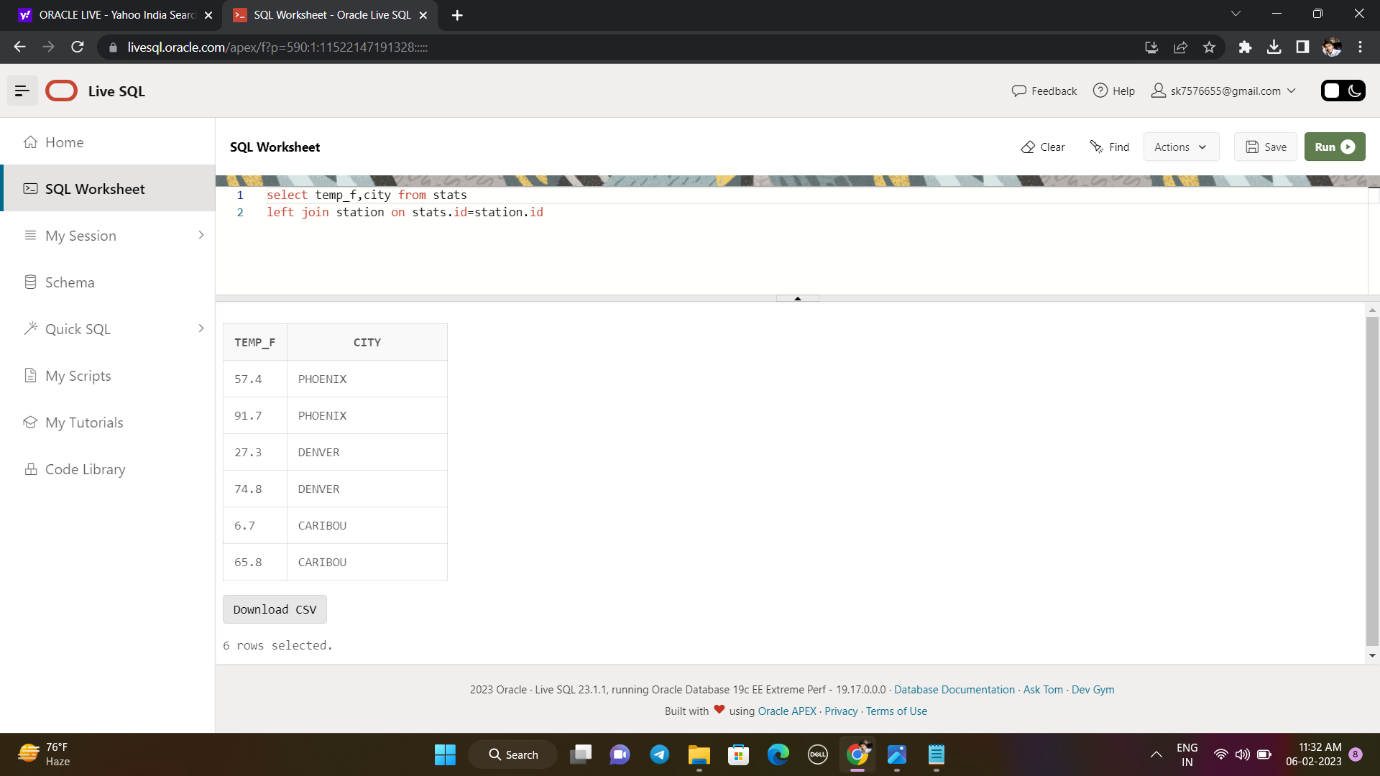 ORACLE LIVE - Yahoo India Searc
SQL Worksheet - Oracle Live SQL
livesql.oracle.com/apex/f?p=590:1:11522147191328:::::
Live SQL
Feedback
Help
sk7576655@gmail.com
Home
SQL Worksheet
My Session
Schema
Quick SQL
My Scripts
My Tutorials
Code Library
SQL Worksheet
Clear
Find
Actions
Save
Run
1 select temp_f,city from stats
2 left join station on stats.id=station.id
TEMP_F CITY
57.4 PHOENIX
91.7 PHOENIX
27.3 DENVER
74.8 DENVER
6.7 CARIBOU
65.8 CARIBOU
Download CSV
6 rows selected.
2023 Oracle · Live SQL 23.1.1, running Oracle Database 19c EE Extreme Perf - 19.17.0.0.0 · Database Documentation · Ask Tom · Dev Gym
Built with ❤ using Oracle APEX · Privacy · Terms of Use
76°F
Haze
Search
DELL
ENG
IN
11:32 AM
06-02-2023
8